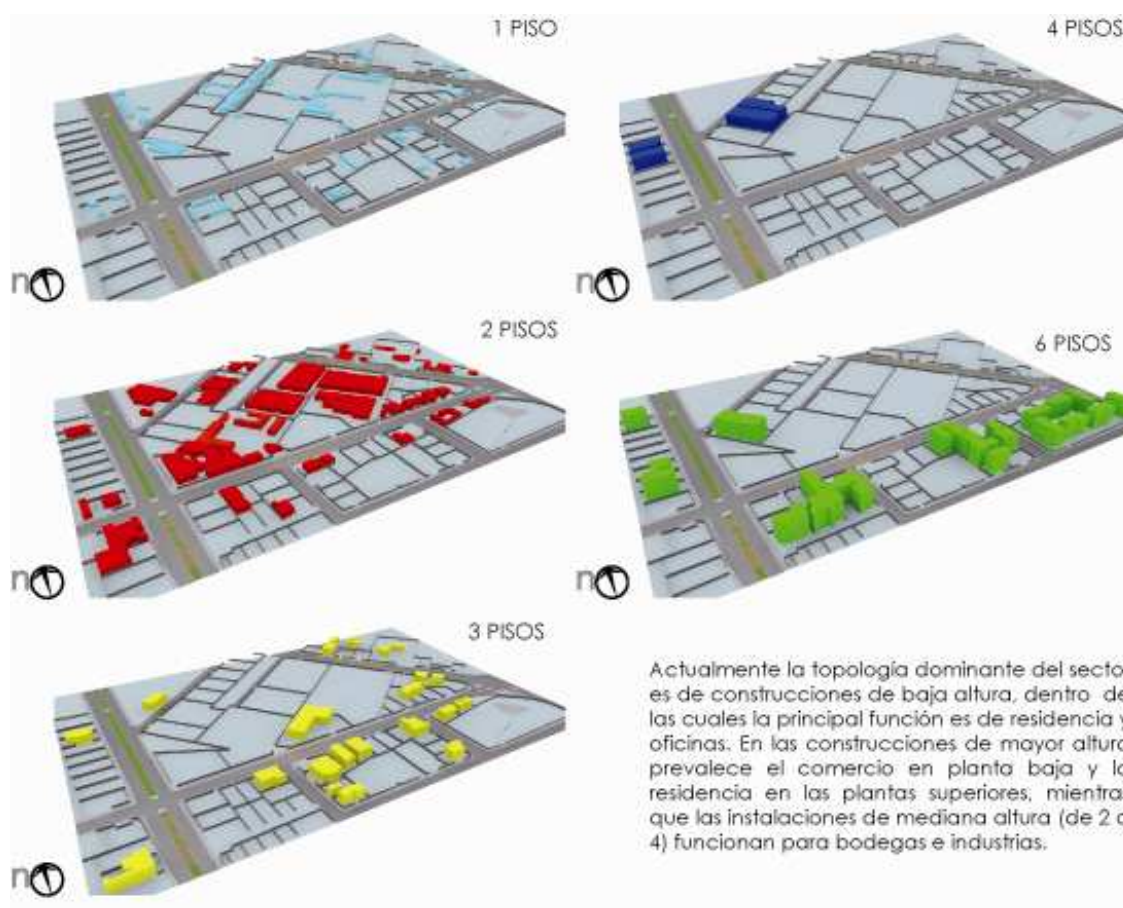 1 PISO
n
2 PISOS
n
3 PISOS
n
4 PISOS
n
6 PISOS
Actualmente la topología dominante del secto
es de construcciones de baja altura, dentro de
las cuales la principal función es de residencia y
oficinas. En las construcciones de mayor altura
prevalece el comercio en planta baja y la
residencia en las plantas superiores, mientra
que las instalaciones de mediana altura (de 2 a
4) funcionan para bodegas e industrias.